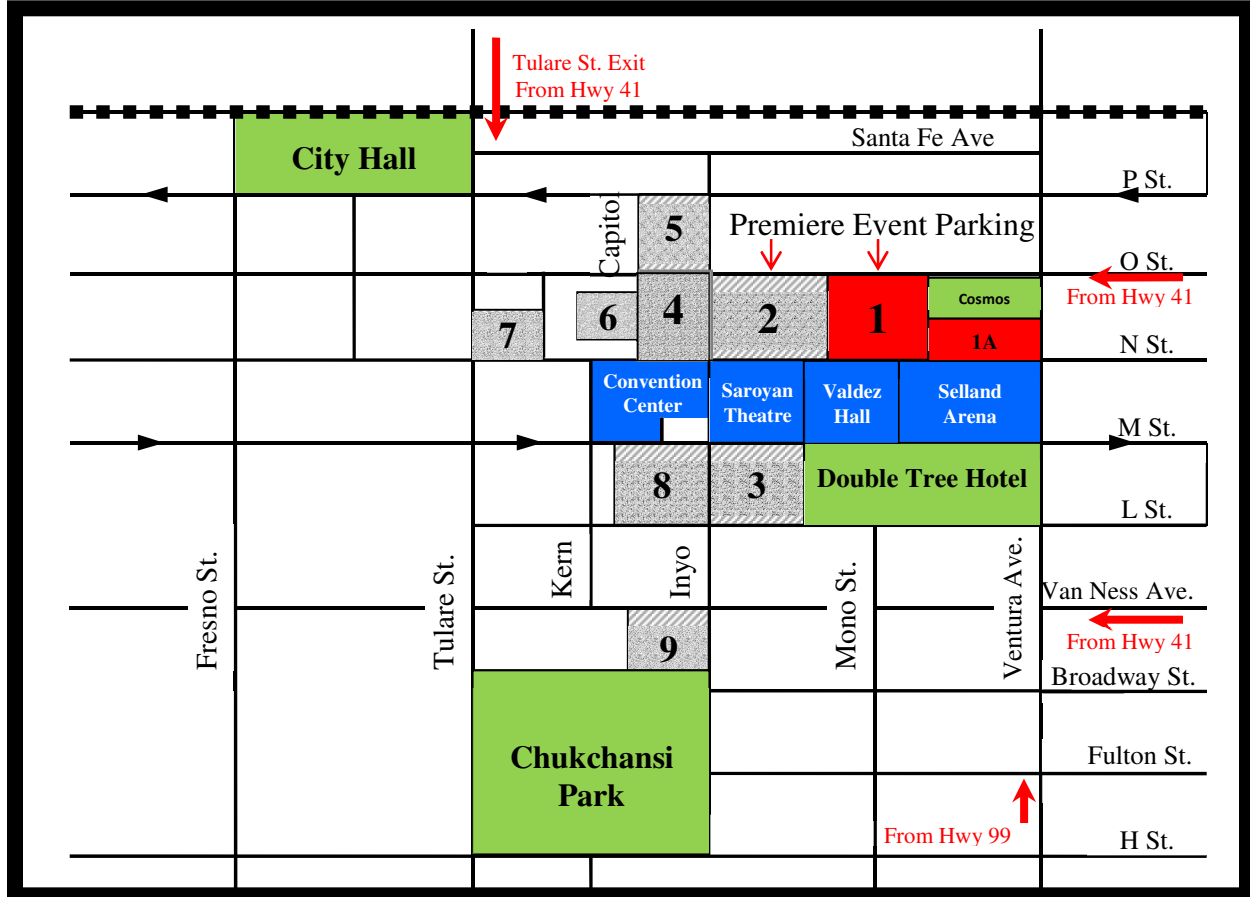 Tulare St. Exit
From Hwy 41
Santa Fe Ave
City Hall
P St.
Capitol
5
Premiere Event Parking
O St.
From Hwy 41
Cosmos
6
4
2
1
7
1A
N St.
Convention
Center
Saroyan
Theatre
Valdez
Hall
Selland
Arena
M St.
8
3
Double Tree Hotel
L St.
Fresno St.
Tulare St.
Kern
Inyo
Mono St.
Ventura Ave.
Van Ness Ave.
From Hwy 41
9
Broadway St.
Chukchansi
Park
Fulton St.
From Hwy 99
H St.